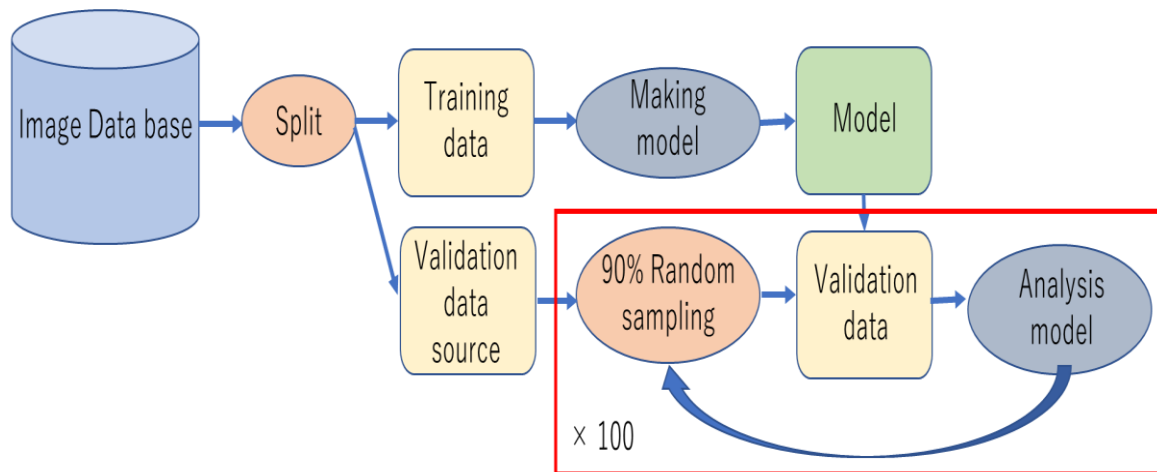 Image Data base
Split
Training
data
Making
model
Model
Validation
data
source
90% Random
sampling
Validation
data
Analysis
model
× 100